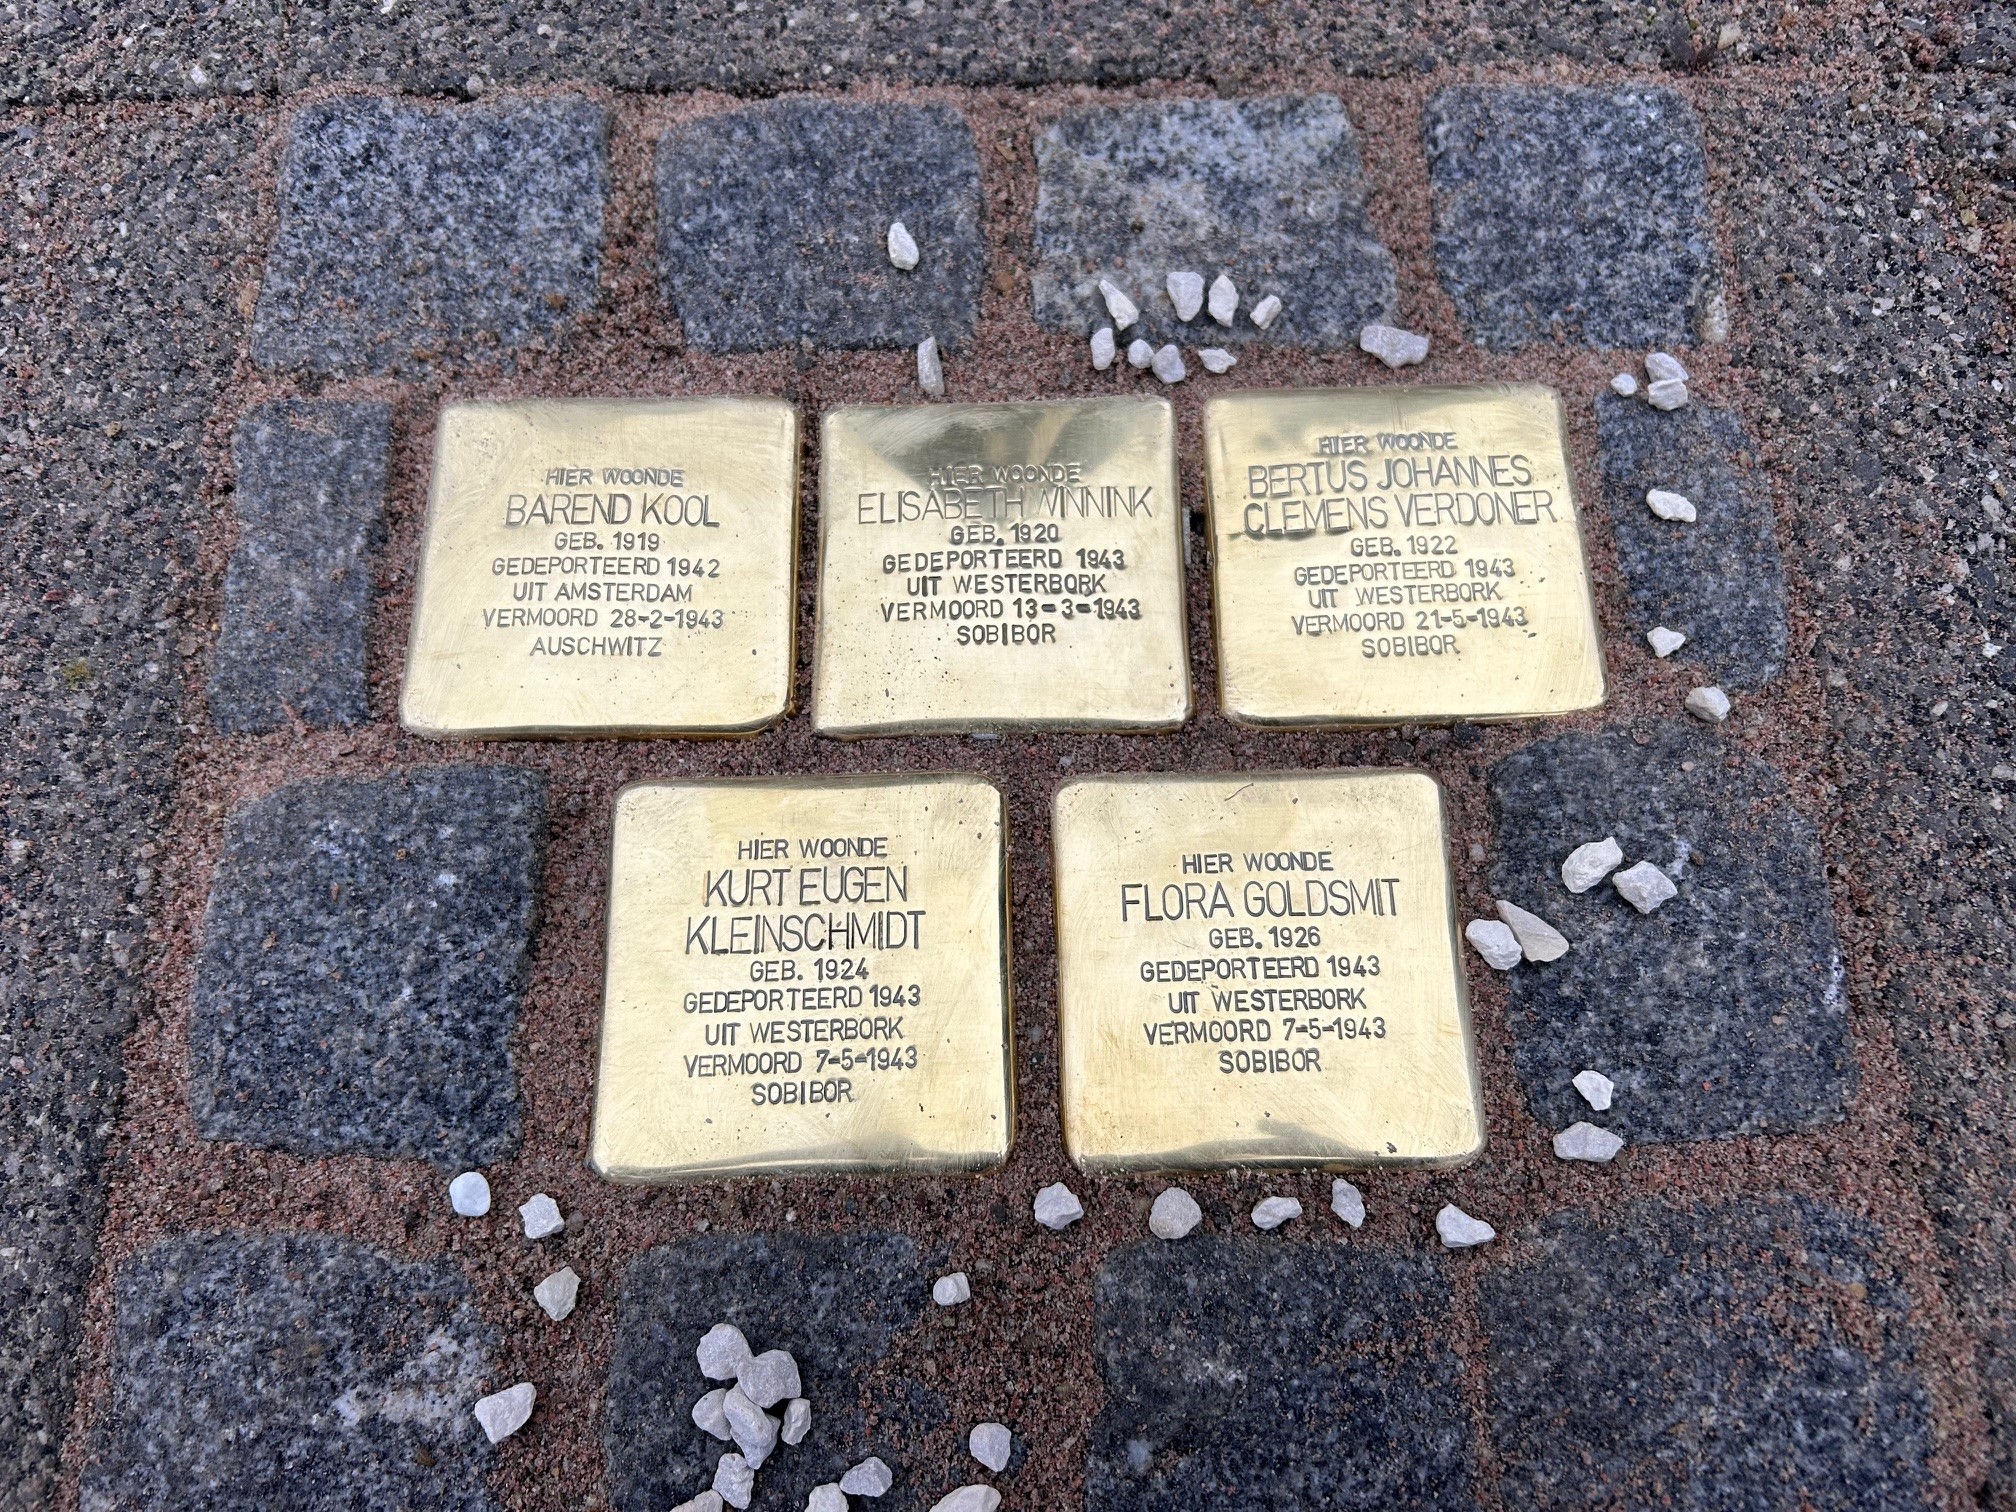 HIER WOONDE
BAREND KOOL
GEB. 1919
GEDEPORTEERD 1942
UIT AMSTERDAM
VERMOORD 28-2-1943
AUSCHWITZ
HIER WOONDE
ELISABETH WINNINK
GEB. 1920
GEDEPORTEERD 1943
UIT WESTERBORK
VERMOORD 13-3-1943
SOBIBOR
HIER WOONDE
BERTUS JOHANNES
CLEMENS VERDONER
GEB. 1922
GEDEPORTEERD 1943
UIT WESTERBORK
VERMOORD 21-5-1943
SOBIBOR
HIER WOONDE
KURT EUGEN
KLEINSCHMIDT
GEB. 1924
GEDEPORTEERD 1943
UIT WESTERBORK
VERMOORD 7-5-1943
SOBIBOR
HIER WOONDE
FLORA GOLDSMIT
GEB. 1926
GEDEPORTEERD 1943
UIT WESTERBORK
VERMOORD 7-5-1943
SOBIBOR